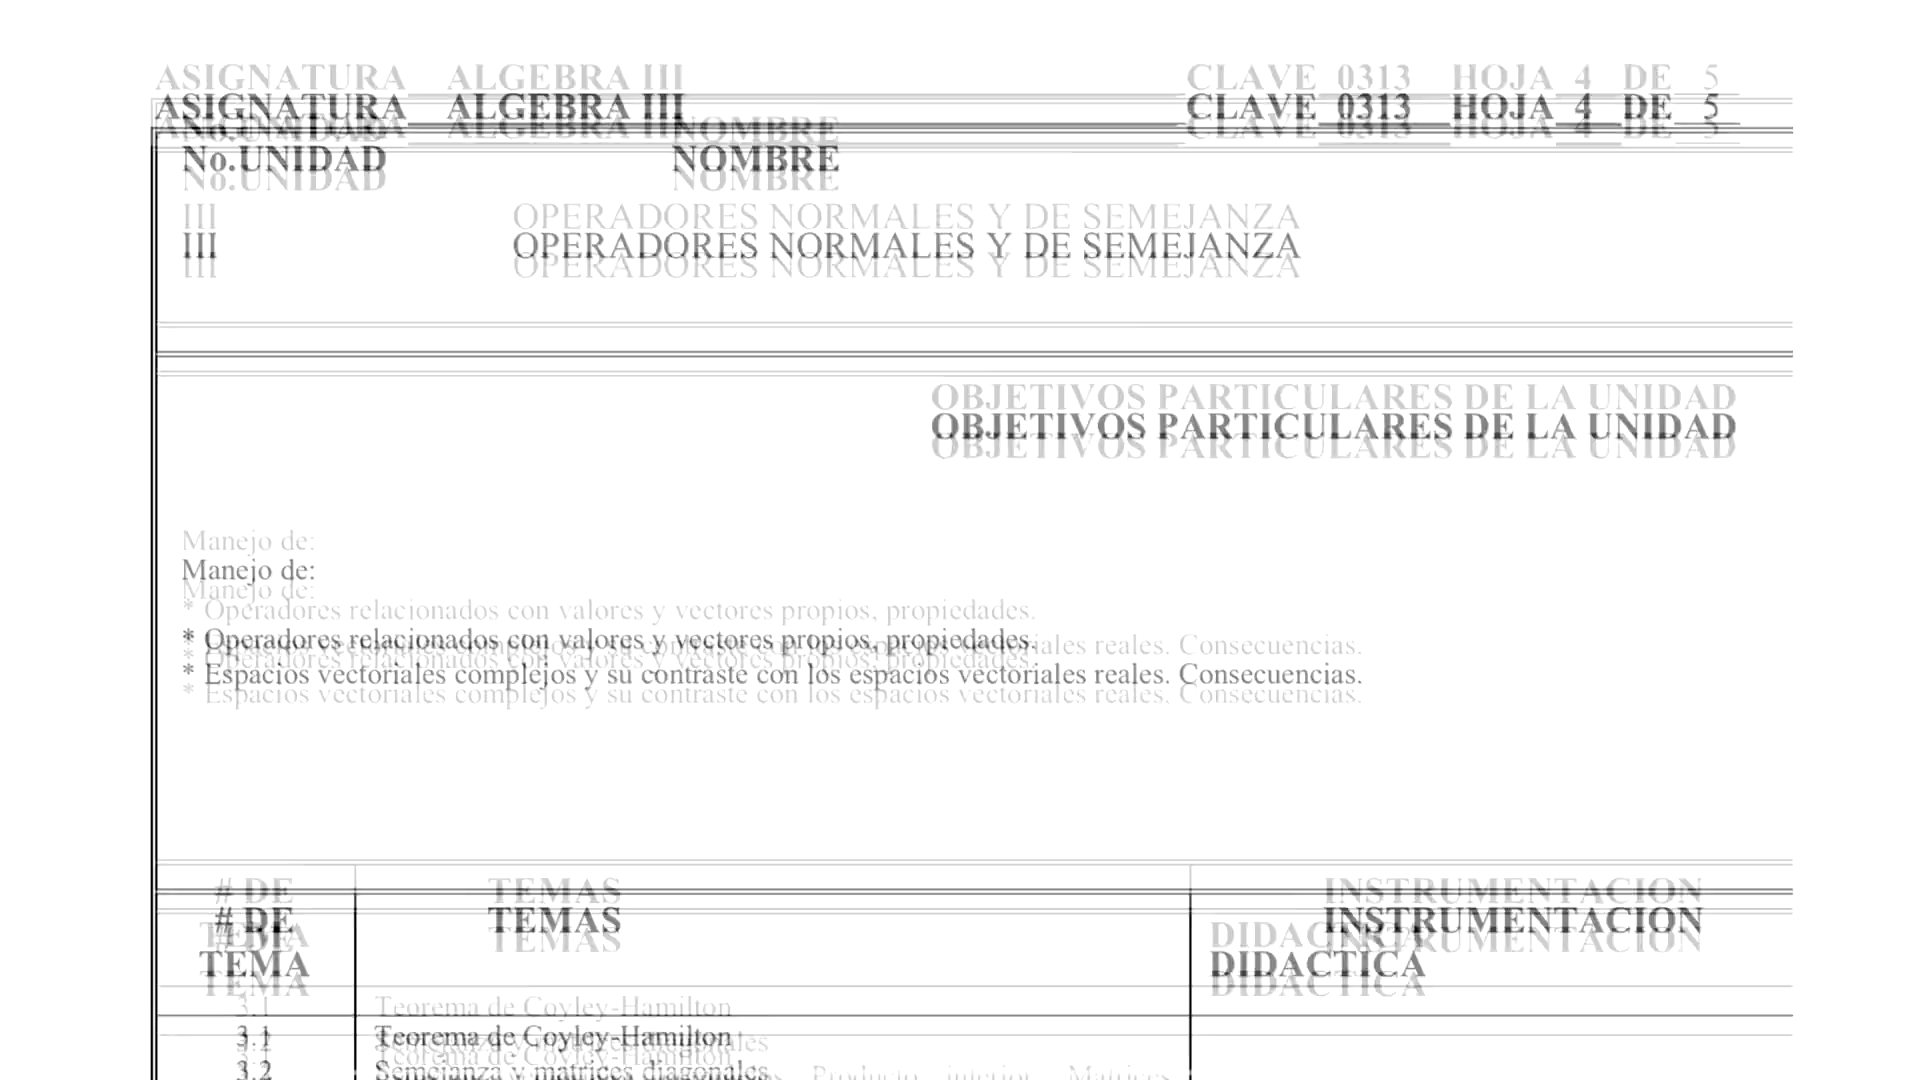 ASIGNATURA ALGEBRA III CLAVE 0313 HOJA 4 DE 5
No.UNIDAD NOMBRE
III OPERADORES NORMALES Y DE SEMEJANZA
OBJETIVOS PARTICULARES DE LA UNIDAD
Manejo de:
* Operadores relacionados con valores y vectores propios, propiedades.
* Espacios vectoriales complejos y su contraste con los espacios vectoriales reales. Consecuencias.
# DE TEMAS INSTRUMENTACION
TEMA DIDACTICA
3.1 Teorema de Coyley-Hamilton
3.2 Semejanza y matrices diagonales
Producto interior. Matrices